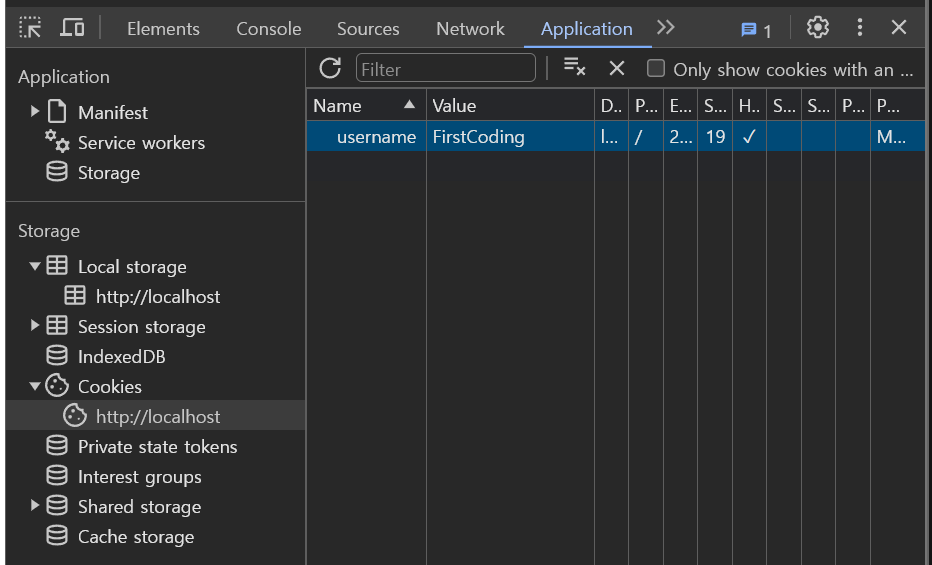 Elements Console Sources Network Application 1
Application
Manifest
Service workers
Storage
Storage
Local storage
http://localhost
Session storage
IndexedDB
Cookies
http://localhost
Private state tokens
Interest groups
Shared storage
Cache storage
Filter Only show cookies with an ...
Name Value D.. P... E... S... H.. S... S... P... P...
username FirstCoding l... / 2... 19 ✓ M...